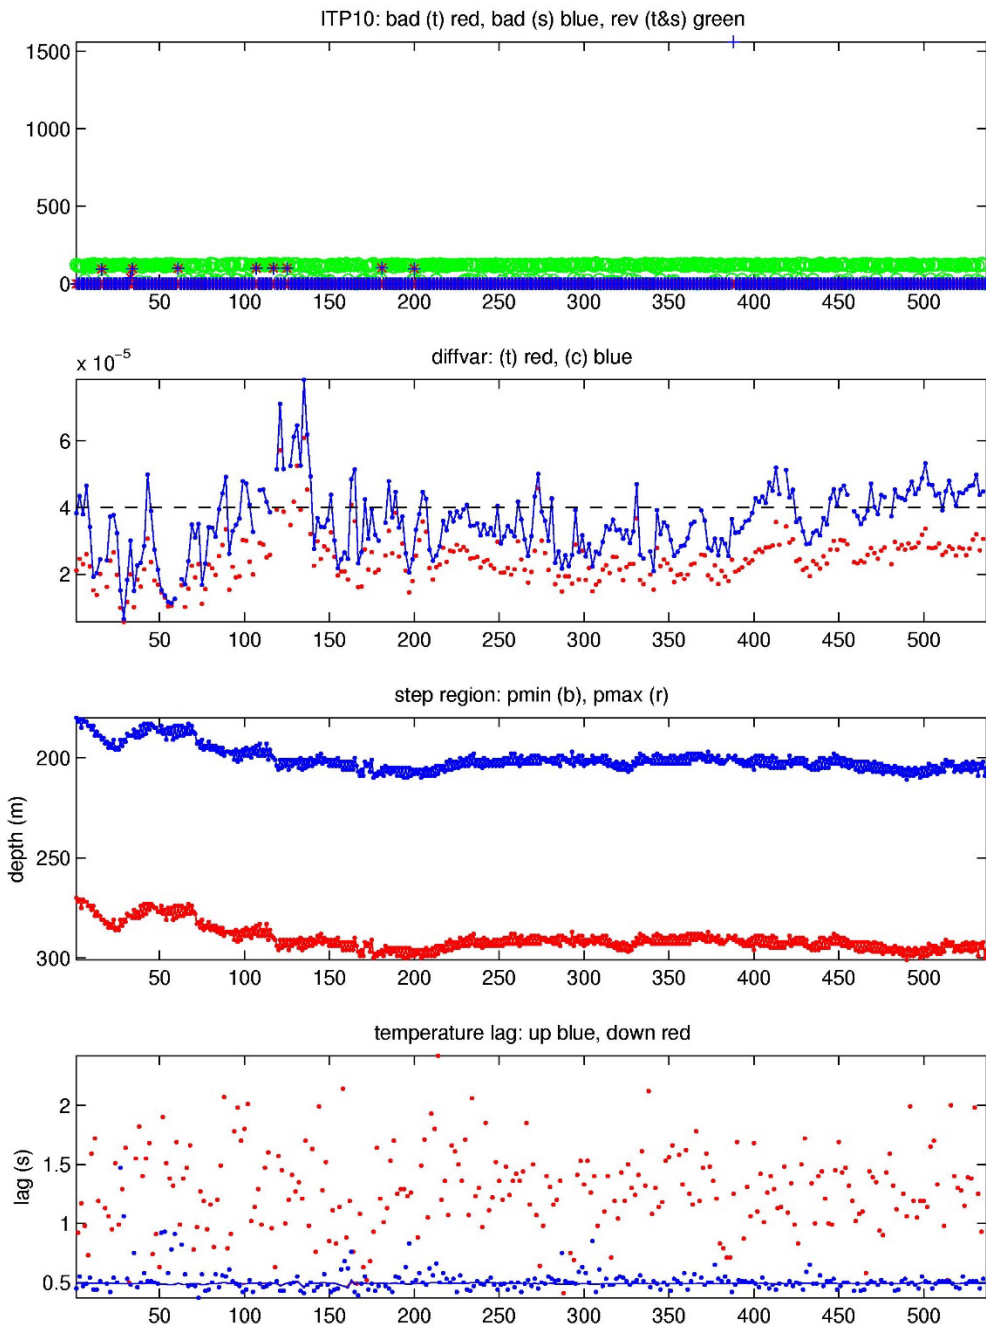 ITP10: bad (t) red, bad (s) blue, rev (t&s) green
1500
1000
500
0
50 100 150 200 250 300 350 400 450 500
x 10⁻⁵
diffvar: (t) red, (c) blue
6
4
2
50 100 150 200 250 300 350 400 450 500
step region: pmin (b), pmax (r)
200
250
300
depth (m)
50 100 150 200 250 300 350 400 450 500
temperature lag: up blue, down red
2
1.5
1
0.5
lag (s)
50 100 150 200 250 300 350 400 450 500